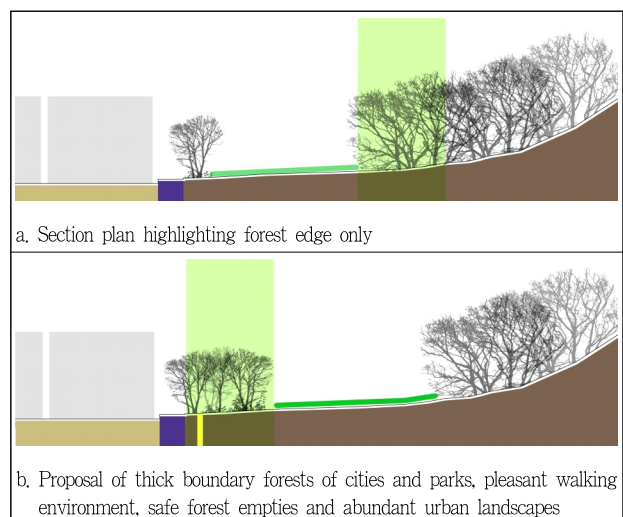 a. Section plan highlighting forest edge only
b. Proposal of thick boundary forests of cities and parks, pleasant walking
environment, safe forest empties and abundant urban landscapes